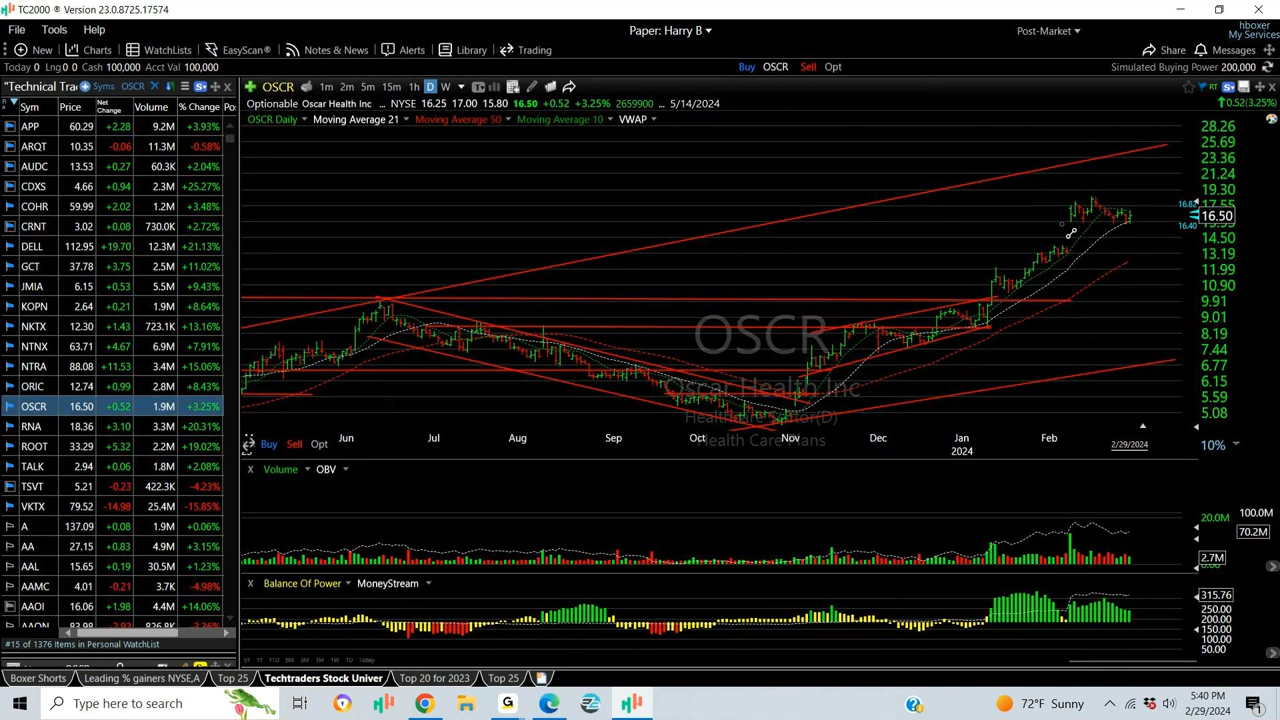 TC2000 ® Version 23.0.8725.17574
File Tools Help
Paper: Harry B
Post-Market
hboxer
My Services
New Charts WatchLists EasyScan® Notes & News Alerts Library Trading
Share Messages
Today 0 Lng 0 0 Cash 100,000 Acct Val 100,000
Buy OSCR Sell Opt
Simulated Buying Power 200,000
"Technical Trac Syms OSCR
OSCR 1m 2m 5m 15m 1h D W
RT
Sym Price Net Change Volume % Change Po
Optionable Oscar Health Inc NYSE 16.25 17.00 15.80 16.50 +0.52 +3.25% 2659900 ... 5/14/2024
0.52(3.25%)
OSCR Daily Moving Average 21 Moving Average 50 Moving Average 10 VWAP
APP 60.29 +2.28 9.2M +3.93%
ARQT 10.35 -0.06 11.3M -0.58%
AUDC 13.53 +0.27 60.3K +2.04%
CDXS 4.66 +0.94 2.3M +25.27%
COHR 59.99 +2.02 1.2M +3.48%
CRNT 3.02 +0.08 730.0K +2.72%
DELL 112.95 +19.70 12.3M +21.13%
GCT 37.78 +3.75 2.5M +11.02%
JMIA 6.15 +0.53 5.5M +9.43%
KOPN 2.64 +0.21 1.9M +8.64%
NKTX 12.30 +1.43 723.1K +13.16%
NTNX 63.71 +4.67 6.9M +7.91%
NTRA 88.08 +11.53 3.4M +15.06%
ORIC 12.74 +0.99 2.8M +8.43%
OSCR 16.50 +0.52 1.9M +3.25%
RNA 18.36 +3.10 3.3M +20.31%
ROOT 33.29 +5.32 2.2M +19.02%
TALK 2.94 +0.06 1.8M +2.08%
TSVT 5.21 -0.23 422.3K -4.23%
VKTX 79.52 -14.98 25.4M -15.85%
A 137.09 +0.08 1.9M +0.06%
AA 27.15 +0.83 4.9M +3.15%
AAL 15.65 +0.19 30.5M +1.23%
AAMC 4.01 -0.21 3.7K -4.98%
AAOI 16.06 +1.98 4.4M +14.06%
#15 of 1376 Items in Personal WatchList
28.26
25.69
23.36
21.24
19.30
17.55
16.82
16.50
16.40
14.50
13.19
11.99
10.90
9.91
9.01
8.19
7.44
6.77
6.15
5.59
5.08
10%
OSCR
Oscar Health Inc
Healthcare Sector(D)
Health Care Plans
Buy Sell Opt
Jun Jul Aug Sep Oct Nov Dec Jan Feb
2024
2/29/2024
Volume OBV
20.0M
100.0M
70.2M
2.7M
Balance Of Power MoneyStream
315.76
250.00
200.00
150.00
100.00
50.00
Boxer Shorts Leading % gainers NYSE,A Top 25 Techtraders Stock Univer Top 20 for 2023 Top 25
Type here to search
72°F Sunny
5:40 PM
2/29/2024